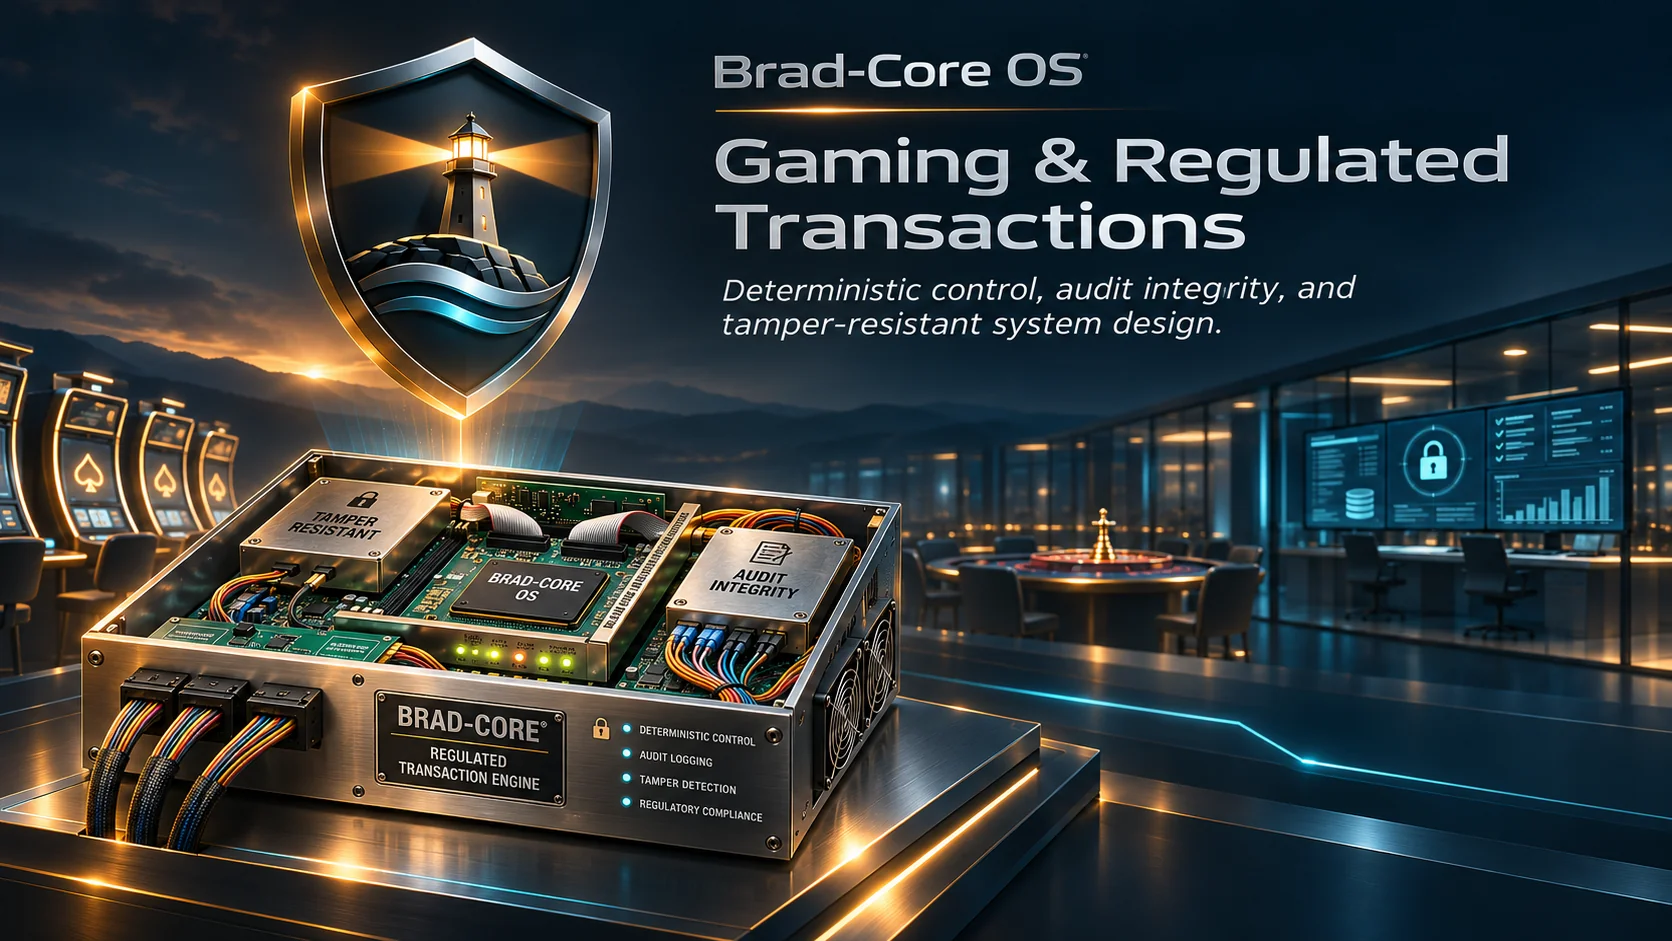 Brad-Core OS
Gaming & Regulated
Transactions
Deterministic control, audit integrity, and
tamper-resistant system design.
TAMPER
RESISTANT
BRAD-CORE
OS
AUDIT
INTEGRITY
BRAD-CORE®
REGULATED
TRANSACTION ENGINE
DETERMINISTIC CONTROL
AUDIT LOGGING
TAMPER DETECTION
REGULATORY COMPLIANCE